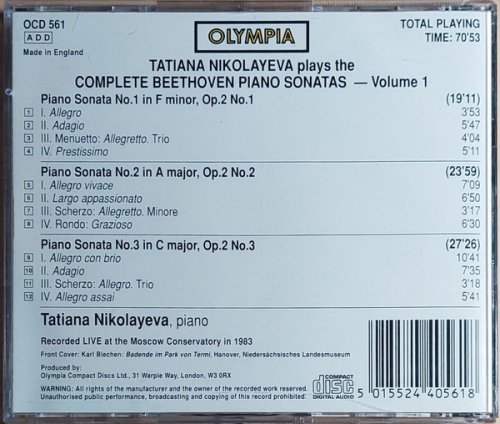 OCD 561
ADD
Made in England
OLYMPIA
TOTAL PLAYING
TIME: 70'53
TATIANA NIKOLAYEVA plays the
COMPLETE BEETHOVEN PIANO SONATAS — Volume 1
Piano Sonata No.1 in F minor, Op.2 No.1 (19'11)
1 I. Allegro 3'53
2 II. Adagio 5'47
3 III. Menuetto: Allegretto. Trio 4'04
4 IV. Prestissimo 5'11
Piano Sonata No.2 in A major, Op.2 No.2 (23'59)
5 I. Allegro vivace 7'09
6 II. Largo appassionato 6'50
7 III. Scherzo: Allegretto. Minore 3'17
8 IV. Rondo: Grazioso 6'30
Piano Sonata No.3 in C major, Op.2 No.3 (27'26)
9 I. Allegro con brio 10'41
10 II. Adagio 7'35
11 III. Scherzo: Allegro. Trio 3'18
12 IV. Allegro assai 5'41
Tatiana Nikolayeva, piano
Recorded LIVE at the Moscow Conservatory in 1983
Front Cover: Karl Blechen: Badende im Park von Terni, Hanover, Niedersächsisches Landesmuseum
Produced by:
Olympia Compact Discs Ltd., 31 Warple Way, London, W3 0RX
WARNING: All rights of the manufacturer and the owner of the recorded work reserved.
Unauthorised public performance, broadcasting and copying of this record prohibited.
COMPACT
disc
DIGITAL AUDIO
5 015524 405618